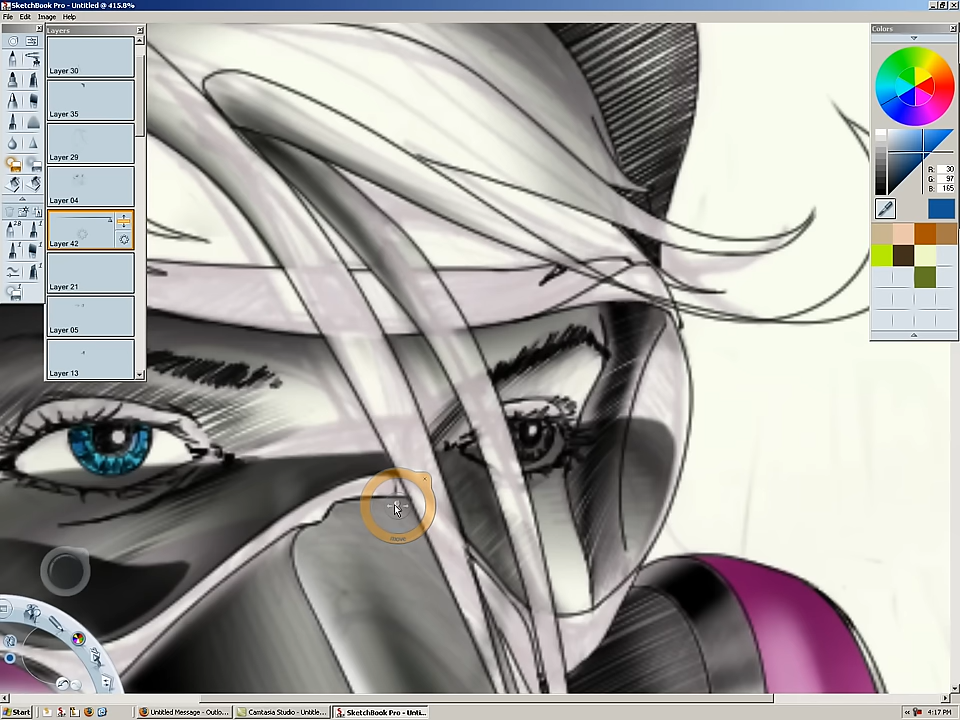 SketchBook Pro - Untitled @ 415.8%
File Edit Image Help
Layers
Layer 30
Layer 35
Layer 29
Layer 04
Layer 42
Layer 21
Layer 05
Layer 13
Colors
R: 30
G: 97
B: 165
Start
Untitled Message - Outlo...
Camtasia Studio - Untitle...
SketchBook Pro - Unti...
4:17 PM